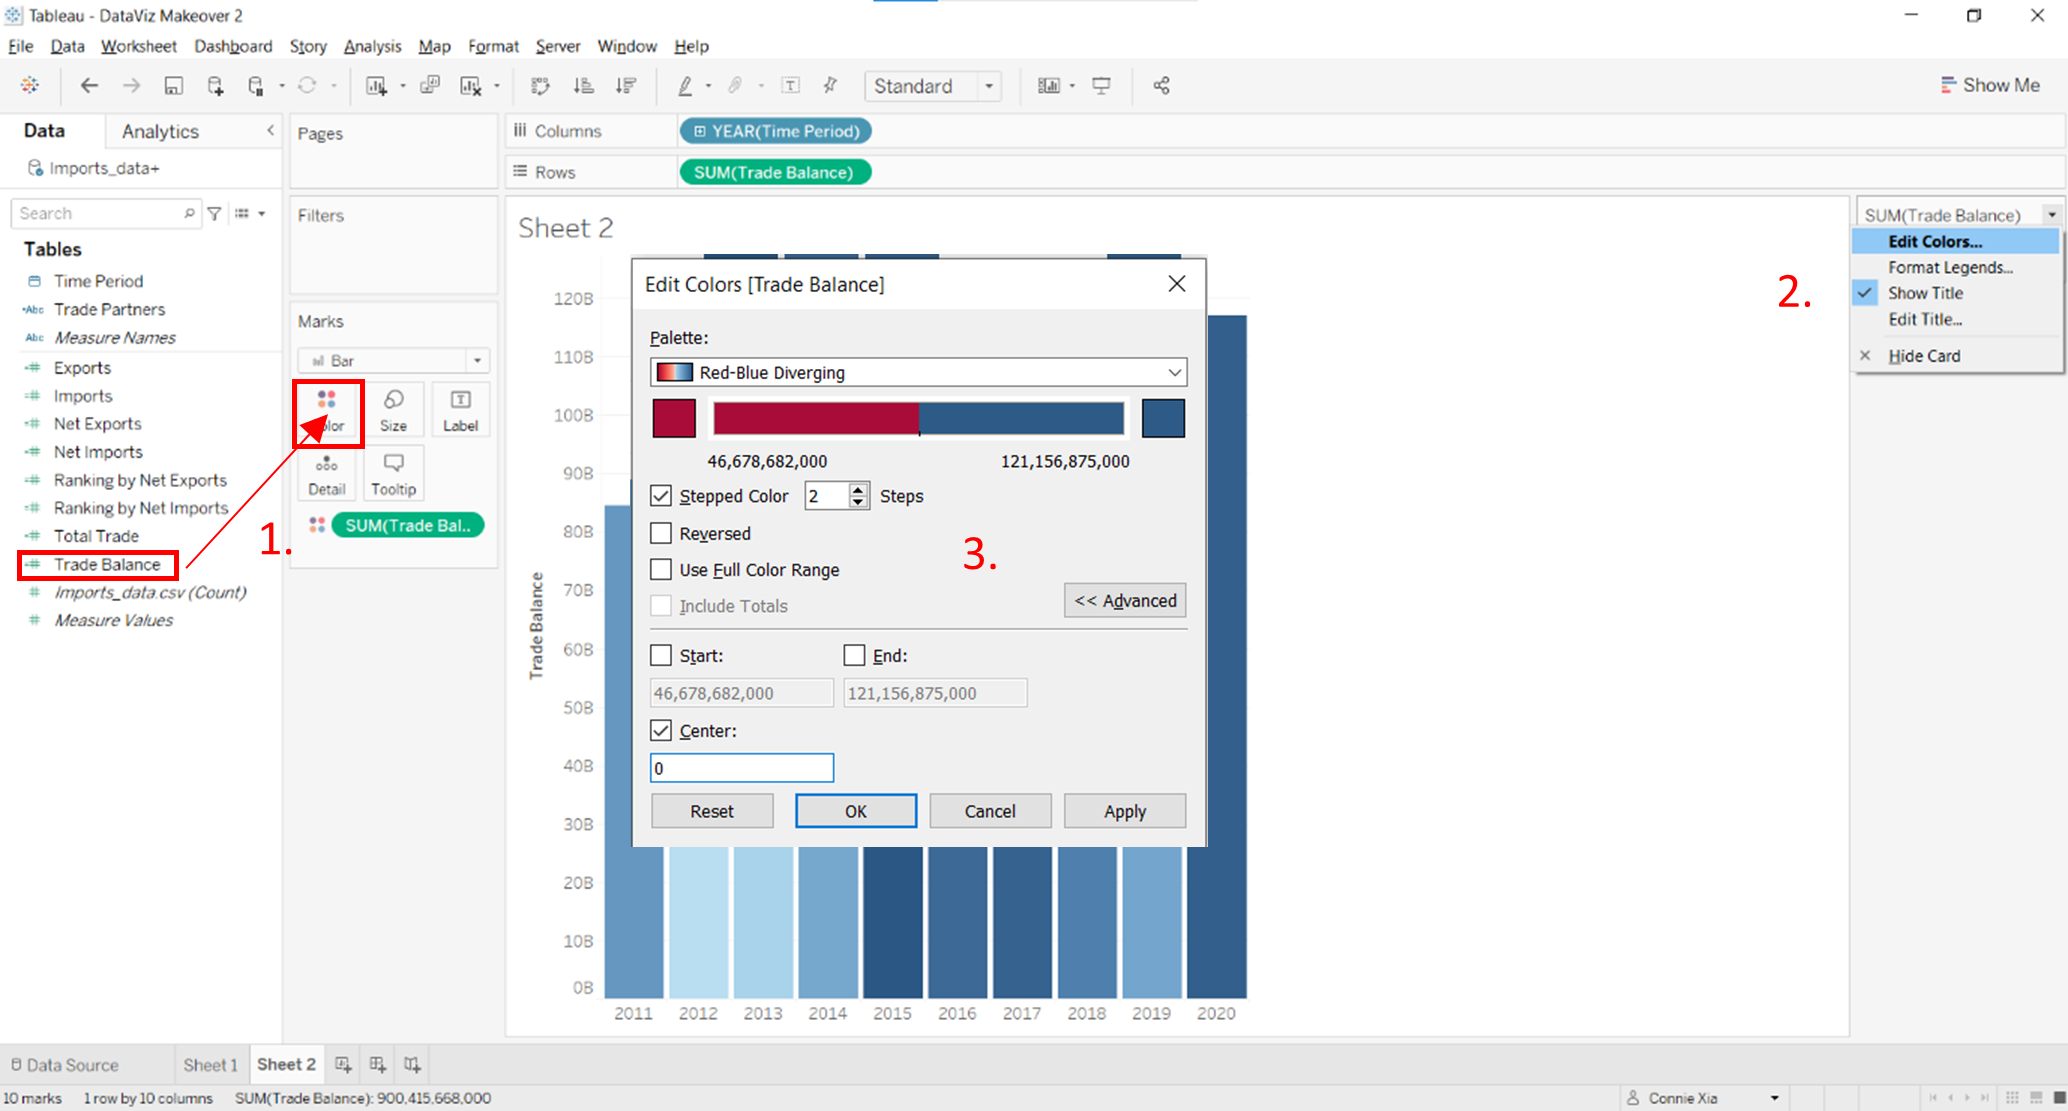 Tableau - DataViz Makeover 2
File Data Worksheet Dashboard Story Analysis Map Format Server Window Help
Standard
Show Me
Data
Analytics
Imports_data+
Search
Tables
Time Period
Abc Trade Partners
Abc Measure Names
Exports
Imports
Net Exports
Net Imports
Ranking by Net Exports
Ranking by Net Imports
Total Trade
Trade Balance
Imports_data.csv (Count)
Measure Values
1.
Pages
Filters
Marks
Bar
Size
Label
Detail
Tooltip
SUM(Trade Bal..
Columns
YEAR(Time Period)
Rows
SUM(Trade Balance)
Sheet 2
Trade Balance
120B
110B
100B
90B
80B
70B
60B
50B
40B
30B
20B
10B
0B
2011 2012 2013 2014 2015 2016 2017 2018 2019 2020
Edit Colors [Trade Balance]
Palette:
Red-Blue Diverging
46,678,682,000 121,156,875,000
Stepped Color 2 Steps
Reversed
Use Full Color Range
Include Totals
<< Advanced
3.
Start: End:
46,678,682,000 121,156,875,000
Center:
0
Reset OK Cancel Apply
SUM(Trade Balance)
Edit Colors...
Format Legends...
Show Title
Edit Title...
Hide Card
2.
Data Source Sheet 1 Sheet 2
10 marks 1 row by 10 columns SUM(Trade Balance): 900,415,668,000
Connie Xia